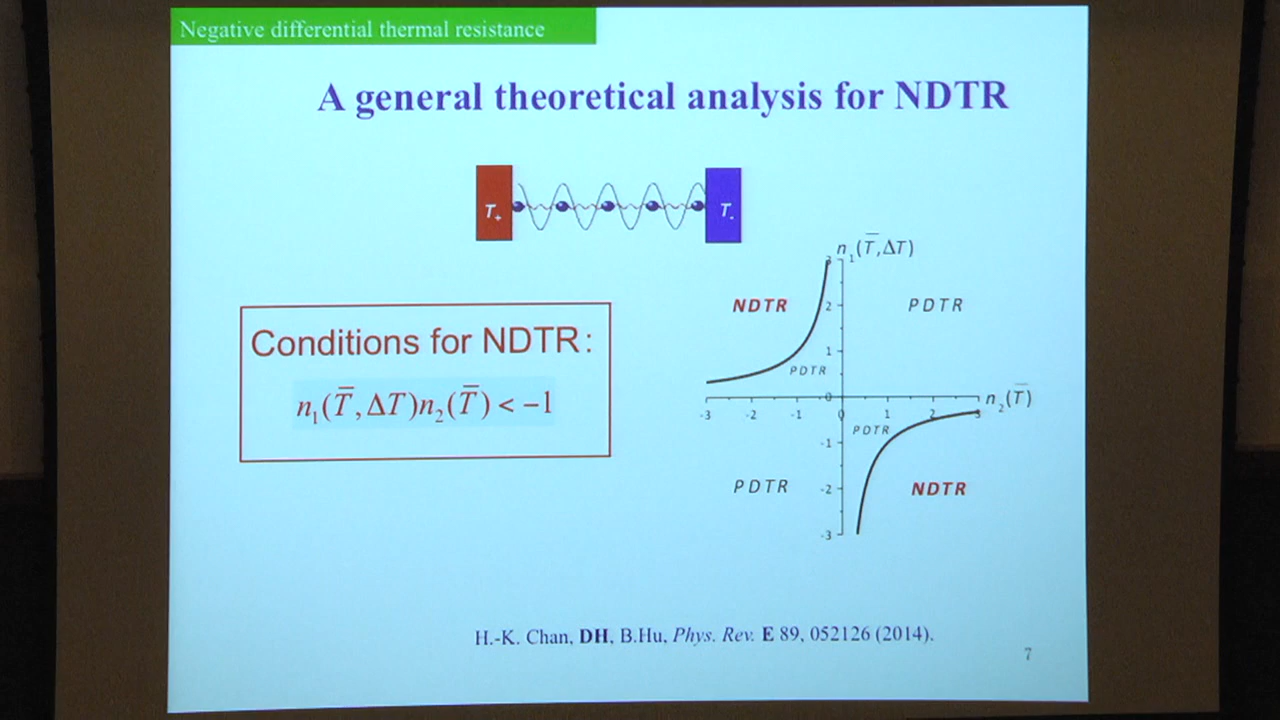 Negative differential thermal resistance
A general theoretical analysis for NDTR
T₊
T₋
n₁(T̅,ΔT)
3
NDTR
2
PDTR
Conditions for NDTR:
1
PDTR
n₁(T̅,ΔT)n₂(T̅) < −1
0
n₂(T̅)
-3 -2 -1 0 1 2 3
PDTR
-1
PDTR
-2
NDTR
-3
H.-K. Chan, DH, B.Hu, Phys. Rev. E 89, 052126 (2014).
7